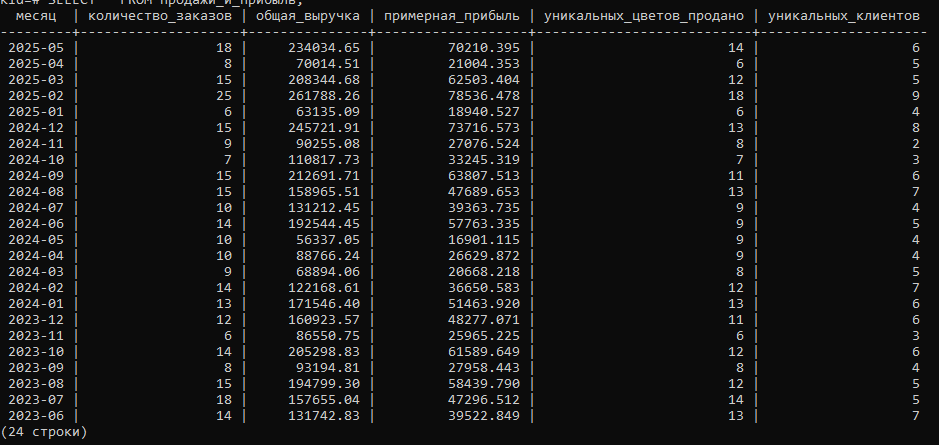 kid=# SELECT * FROM продажи_и_прибыль;
месяц | количество_заказов | общая_выручка | примерная_прибыль | уникальных_цветов_продано | уникальных_клиентов
---------+--------------------+---------------+-------------------+---------------------------+---------------------
2025-05 | 18 | 234034.65 | 70210.395 | 14 | 6
2025-04 | 8 | 70014.51 | 21004.353 | 6 | 5
2025-03 | 15 | 208344.68 | 62503.404 | 12 | 5
2025-02 | 25 | 261788.26 | 78536.478 | 18 | 9
2025-01 | 6 | 63135.09 | 18940.527 | 6 | 4
2024-12 | 15 | 245721.91 | 73716.573 | 13 | 8
2024-11 | 9 | 90255.08 | 27076.524 | 8 | 2
2024-10 | 7 | 110817.73 | 33245.319 | 7 | 3
2024-09 | 15 | 212691.71 | 63807.513 | 11 | 6
2024-08 | 15 | 158965.51 | 47689.653 | 13 | 7
2024-07 | 10 | 131212.45 | 39363.735 | 9 | 4
2024-06 | 14 | 192544.45 | 57763.335 | 9 | 5
2024-05 | 10 | 56337.05 | 16901.115 | 9 | 4
2024-04 | 10 | 88766.24 | 26629.872 | 9 | 4
2024-03 | 9 | 68894.06 | 20668.218 | 8 | 5
2024-02 | 14 | 122168.61 | 36650.583 | 12 | 7
2024-01 | 13 | 171546.40 | 51463.920 | 13 | 6
2023-12 | 12 | 160923.57 | 48277.071 | 11 | 6
2023-11 | 6 | 86550.75 | 25965.225 | 6 | 3
2023-10 | 14 | 205298.83 | 61589.649 | 12 | 6
2023-09 | 8 | 93194.81 | 27958.443 | 8 | 4
2023-08 | 15 | 194799.30 | 58439.790 | 12 | 5
2023-07 | 18 | 157655.04 | 47296.512 | 14 | 5
2023-06 | 14 | 131742.83 | 39522.849 | 13 | 7
(24 строки)